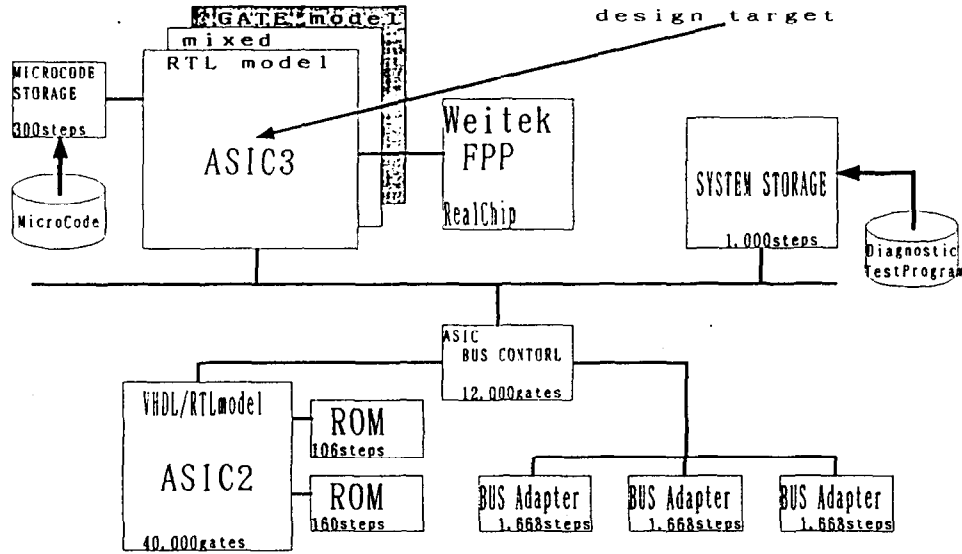 GATE model
design target
mixed
RTL model
MICROCODE
STORAGE
300steps
MicroCode
ASIC3
Weitek
FPP
RealChip
SYSTEM STORAGE
1,000steps
Diagnostic
TestProgram
ASIC
BUS CONTORL
12,000gates
VHDL/RTLmodel
ASIC2
40,000gates
ROM
106steps
ROM
160steps
BUS Adapter
1,668steps
BUS Adapter
1,668steps
BUS Adapter
1,668steps